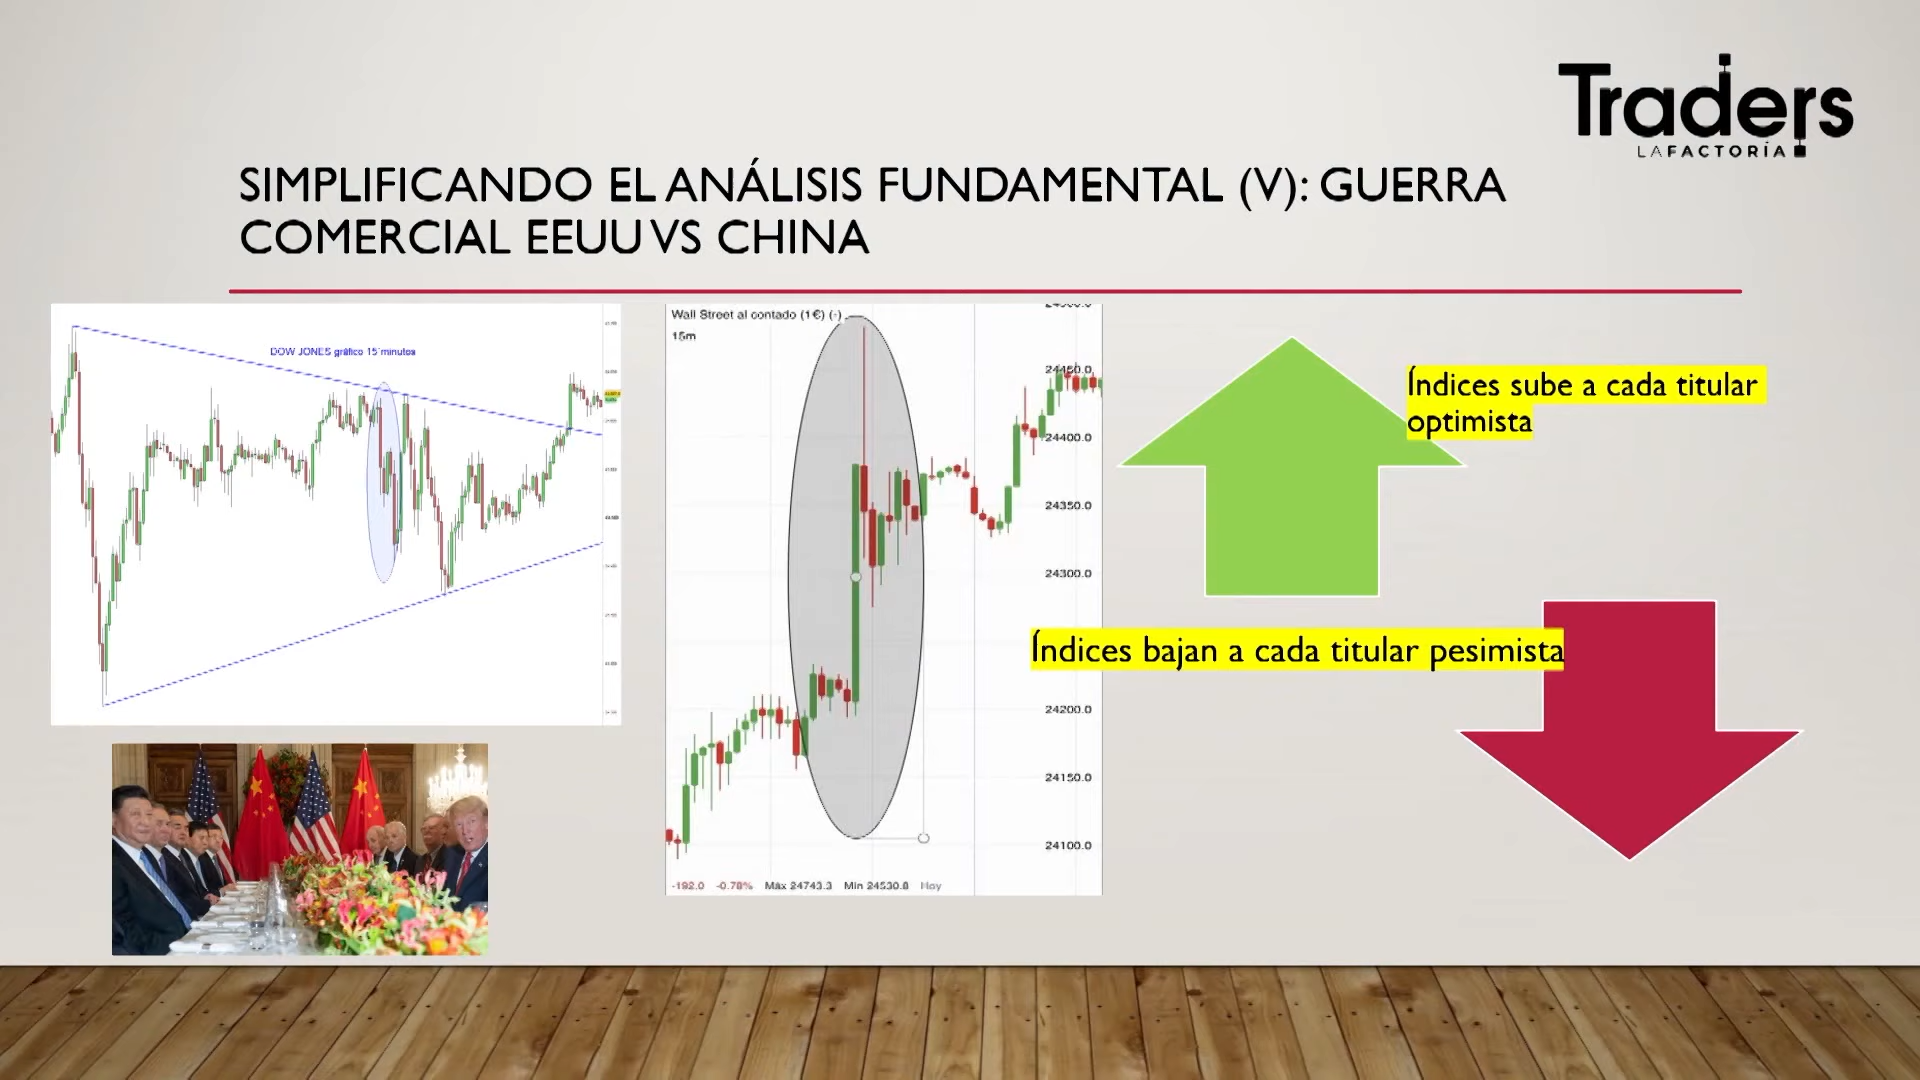 Traders
LAFACTORÍA
SIMPLIFICANDO EL ANÁLISIS FUNDAMENTAL (V): GUERRA
COMERCIAL EEUU VS CHINA
DOW JONES gráfico 15 minutos
Wall Street al contado (1€) (-)
15m
24450.0
24400.0
24350.0
24300.0
24200.0
24150.0
24100.0
-192.0 -0.78% Máx 24743.3 Mín 24530.8 Hoy
Índices sube a cada titular
optimista
Índices bajan a cada titular pesimista